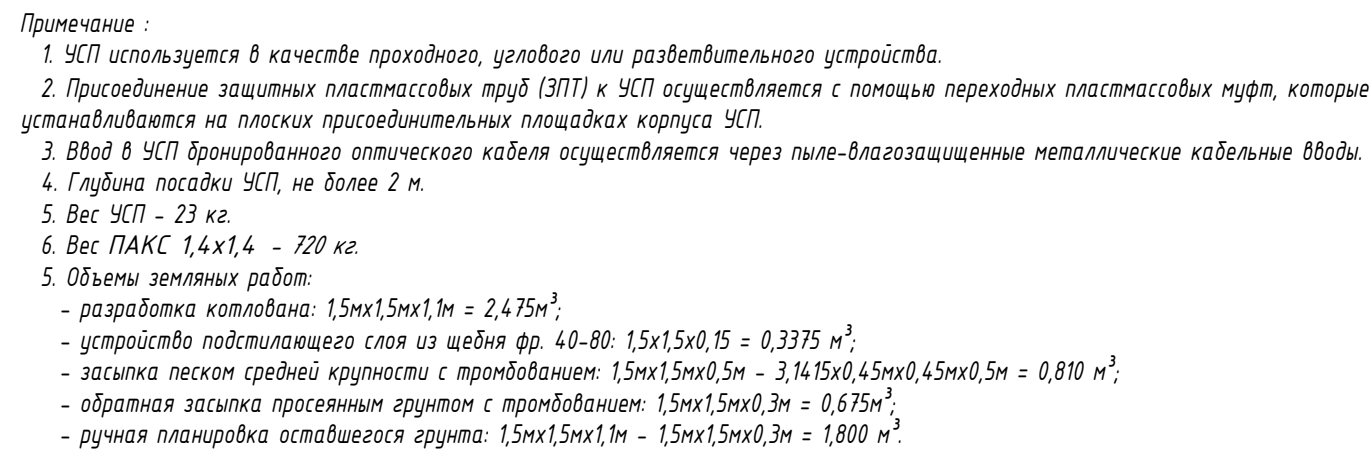 Примечание :
1. УСП используется в качестве проходного, углового или разветвительного устройства.
2. Присоединение защитных пластмассовых труб (ЗПТ) к УСП осуществляется с помощью переходных пластмассовых муфт, которые
устанавливаются на плоских присоединительных площадках корпуса УСП.
3. Ввод в УСП бронированного оптического кабеля осуществляется через пыле-влагозащищенные металлические кабельные вводы.
4. Глубина посадки УСП, не более 2 м.
5. Вес УСП - 23 кг.
6. Вес ПАКС 1,4х1,4 - 720 кг.
5. Объемы земляных работ:
- разработка котлована: 1,5мх1,5мх1,1м = 2,475м³;
- устройство подстилающего слоя из щебня фр. 40-80: 1,5х1,5х0,15 = 0,3375 м³;
- засыпка песком средней крупности с тромбованием: 1,5мх1,5мх0,5м - 3,1415х0,45мх0,45мх0,5м = 0,810 м³;
- обратная засыпка просеянным грунтом с тромбованием: 1,5мх1,5мх0,3м = 0,675м³;
- ручная планировка оставшегося грунта: 1,5мх1,5мх1,1м - 1,5мх1,5мх0,3м = 1,800 м³.